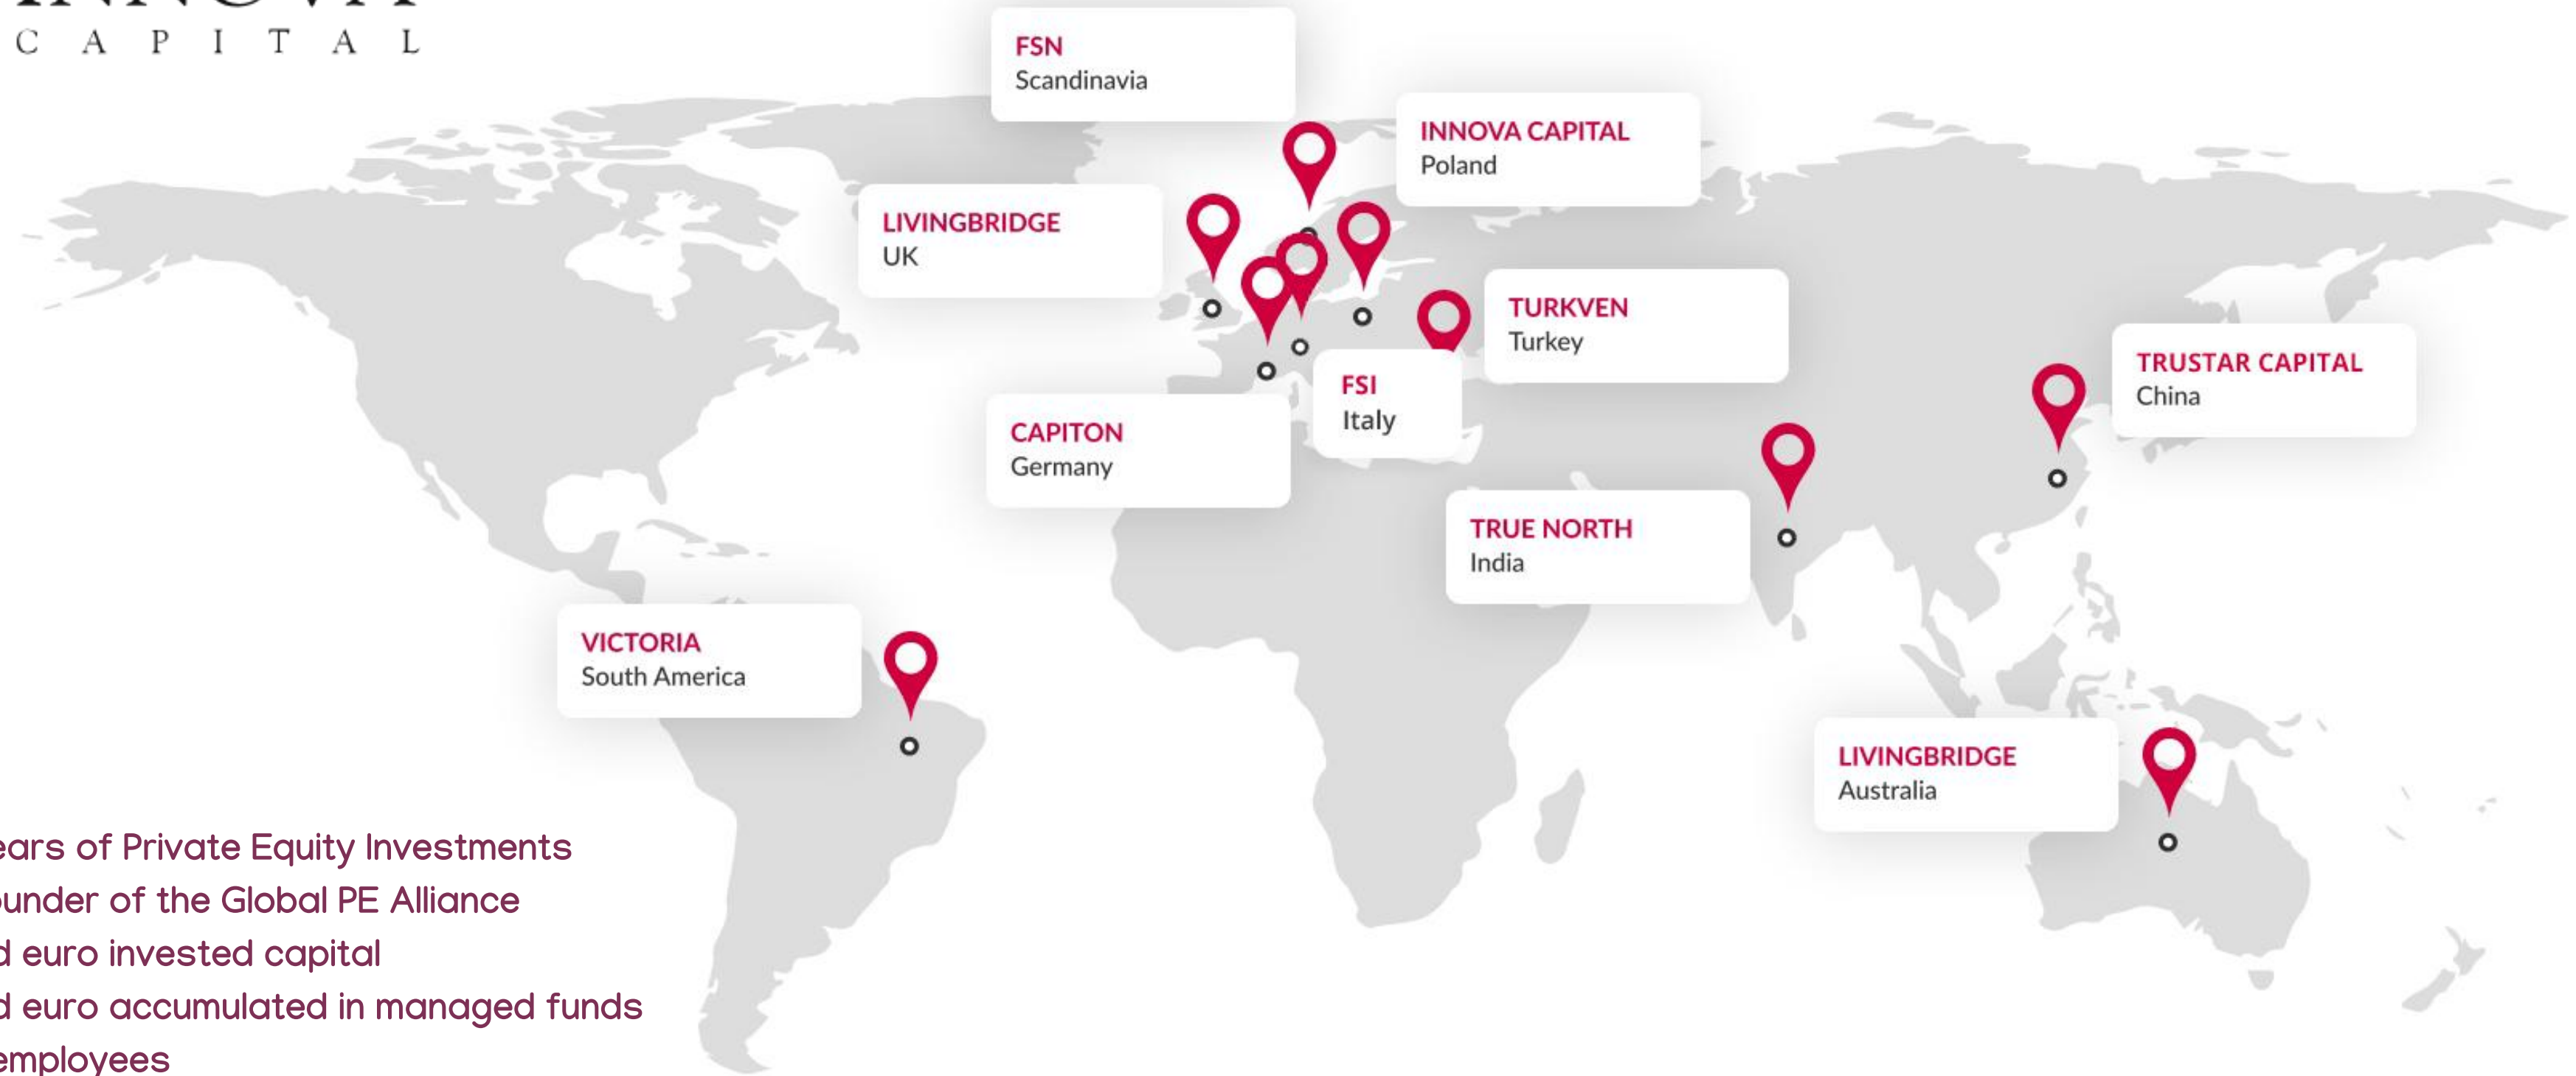 INNOVA
CAPITAL
FSN
Scandinavia
INNOVA CAPITAL
Poland
LIVINGBRIDGE
UK
TURKVEN
Turkey
TRUSTAR CAPITAL
China
FSI
Italy
CAPITON
Germany
TRUE NORTH
India
VICTORIA
South America
LIVINGBRIDGE
Australia
ears of Private Equity Investments
ounder of the Global PE Alliance
d euro invested capital
d euro accumulated in managed funds
employees